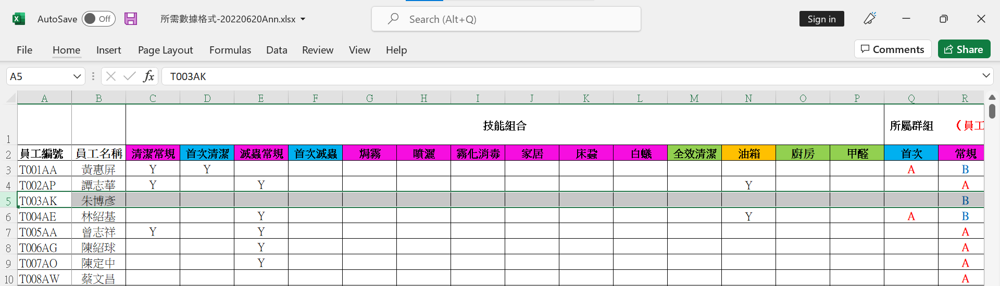 AutoSave Off 所需數據格式-20220620Ann.xlsx Search (Alt+Q) Sign in
File Home Insert Page Layout Formulas Data Review View Help Comments Share
A5 fx T003AK
A B C D E F G H I J K L M N O P Q R
1 技能組合 所屬群組 (員工
2 員工編號 員工名稱 清潔常規 首次清潔 滅蟲常規 首次滅蟲 焗霧 噴灑 霧化消毒 家居 床蝨 白蟻 全效清潔 油箱 廚房 甲醛 首次 常規
3 T001AA 黃惠屏 Y Y A B
4 T002AP 譚志華 Y Y Y A
5 T003AK 朱博彥 B
6 T004AE 林紹基 Y Y A B
7 T005AA 曾志祥 Y Y A
8 T006AG 陳紹球 Y A
9 T007AO 陳定中 Y A
10 T008AW 蔡文昌 A